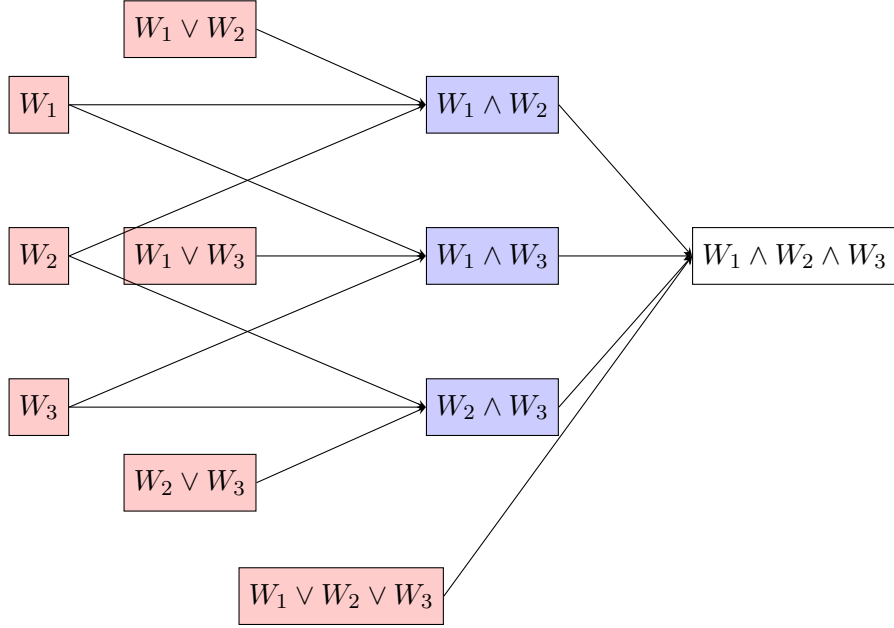 W₁ ∨ W₂
W₁
W₁ ∧ W₂
W₂
W₁ ∨ W₃
W₁ ∧ W₃
W₁ ∧ W₂ ∧ W₃
W₃
W₂ ∧ W₃
W₂ ∨ W₃
W₁ ∨ W₂ ∨ W₃